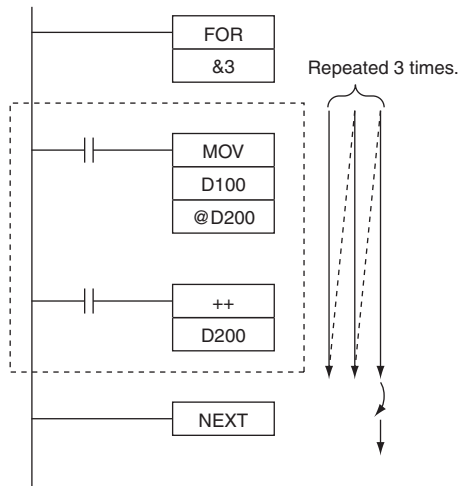 FOR
&3
Repeated 3 times.
MOV
D100
@D200
++
D200
NEXT